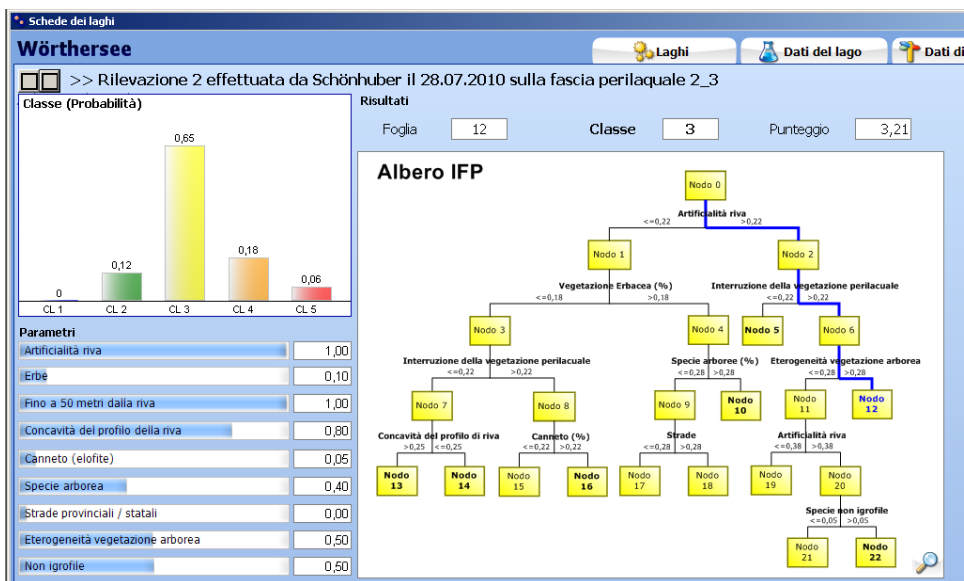 Schede dei laghi
Wörthersee
Laghi
Dati del lago
Dati di
>> Rilevazione 2 effettuata da Schönhuber il 28.07.2010 sulla fascia perilaquale 2_3
Classe (Probabilità)
0
0,12
0,65
0,18
0,06
CL 1
CL 2
CL 3
CL 4
CL 5
Risultati
Foglia 12 Classe 3 Punteggio 3,21
Parametri
Artificialità riva 1,00
Erbe 0,10
Fino a 50 metri dalla riva 1,00
Concavità del profilo della riva 0,80
Canneto (elofite) 0,05
Specie arborea 0,40
Strade provinciali / statali 0,00
Eterogeneità vegetazione arborea 0,50
Non igrofile 0,50
Albero IFP
Nodo 0
Artificialità riva
<=0,22 >0,22
Nodo 1
Nodo 2
Vegetazione Erbacea (%)
<=0,18 >0,18
Interruzione della vegetazione perilacuale
<=0,22 >0,22
Nodo 3
Nodo 4
Nodo 5
Nodo 6
Interruzione della vegetazione perilacuale
<=0,22 >0,22
Specie arboree (%)
<=0,28 >0,28
Eterogeneità vegetazione arborea
<=0,28 >0,28
Nodo 7
Nodo 8
Nodo 9
Nodo 10
Nodo 11
Nodo 12
Concavità del profilo di riva
>0,25 <=0,25
Canneto (%)
<=0,22 >0,22
Strade
<=0,28 >0,28
Artificialità riva
<=0,38 >0,38
Nodo 13
Nodo 14
Nodo 15
Nodo 16
Nodo 17
Nodo 18
Nodo 19
Nodo 20
Specie non igrofile
<=0,05 >0,05
Nodo 21
Nodo 22